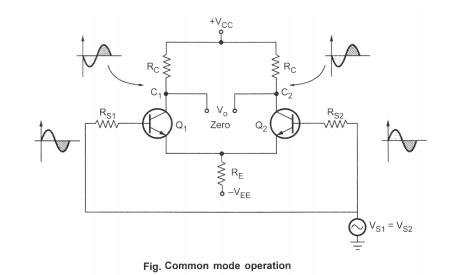 +VCC
RC
RC
C1
C2
Vo
Zero
RS1
RS2
Q1
Q2
RE
–VEE
VS1 = VS2
Fig. Common mode operation